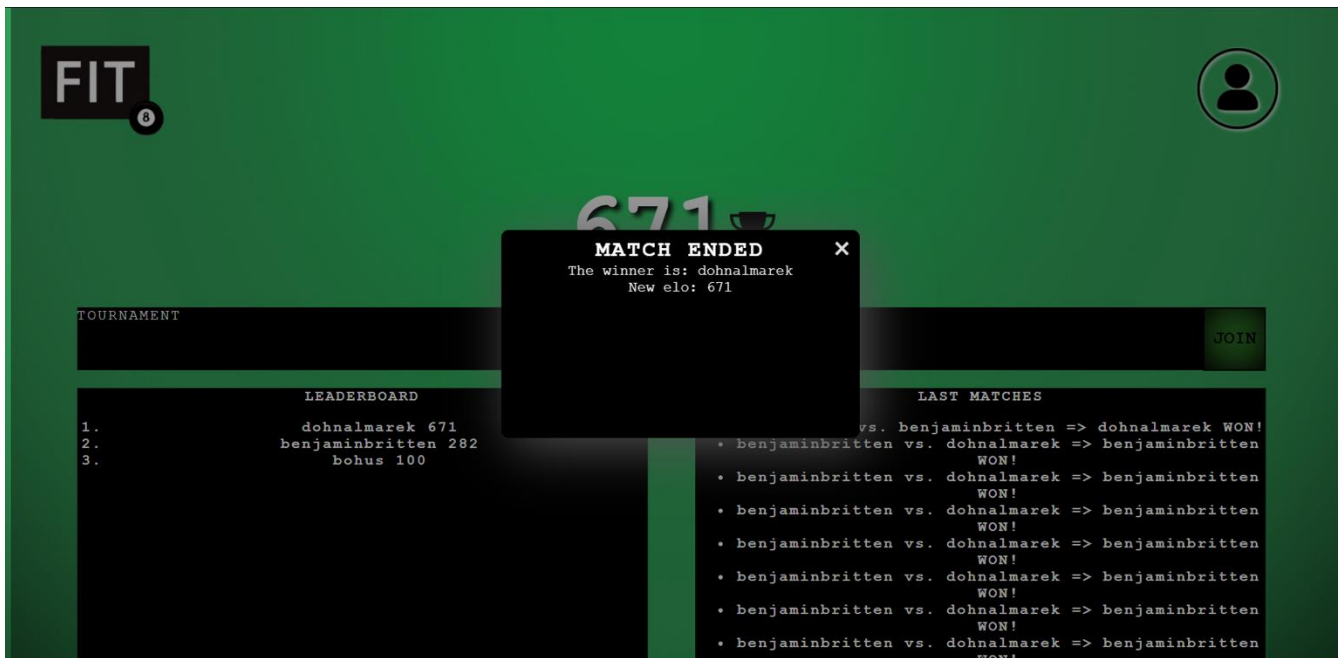 FIT
8
671
MATCH ENDED
The winner is: dohnalmarek
New elo: 671
TOURNAMENT
JOIN
LEADERBOARD
1. dohnalmarek 671
2. benjaminbritten 282
3. bohus 100
LAST MATCHES
vs. benjaminbritten => dohnalmarek WON!
• benjaminbritten vs. dohnalmarek => benjaminbritten
WON!
• benjaminbritten vs. dohnalmarek => benjaminbritten
WON!
• benjaminbritten vs. dohnalmarek => benjaminbritten
WON!
• benjaminbritten vs. dohnalmarek => benjaminbritten
WON!
• benjaminbritten vs. dohnalmarek => benjaminbritten
WON!
• benjaminbritten vs. dohnalmarek => benjaminbritten
WON!
• benjaminbritten vs. dohnalmarek => benjaminbritten
WON!